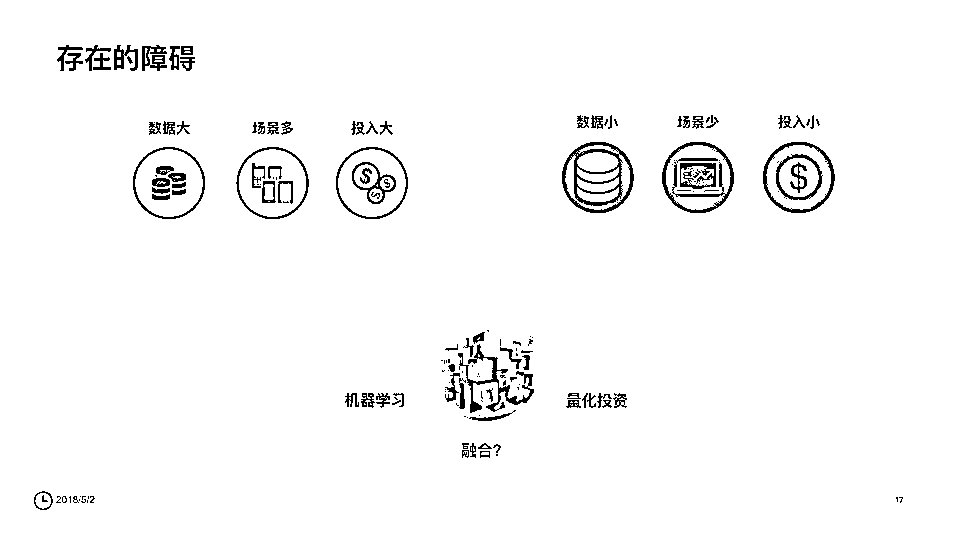 存在的障碍
数据大 场景多 投入大
数据小 场景少 投入小
机器学习 量化投资
融合?
2018/5/2
17